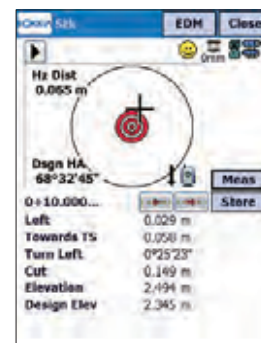 Stk EDM Close
0mm
Hz Dist
0.065 m
Dsgn HA
68°32'45"
Meas
0+10.000... Store
Left 0.029 m
Towards TS 0.058 m
Turn Left 0°25'23"
Cut 0.149 m
Elevation 2.494 m
Design Elev 2.345 m